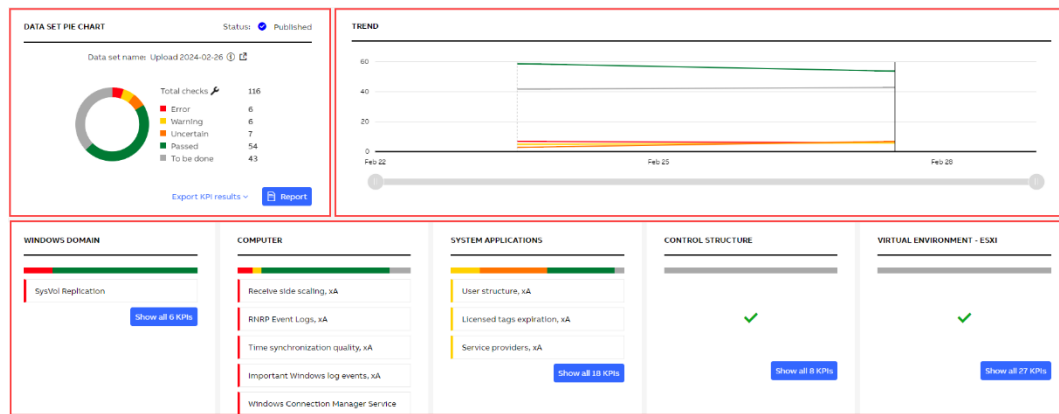 DATA SET PIE CHART
Status: Published
Data set name: Upload 2024-02-26
Total checks 116
Error 6
Warning 6
Uncertain 7
Passed 54
To be done 43
Export KPI results
Report
TREND
60
40
20
0
Feb 22 Feb 25 Feb 28
WINDOWS DOMAIN
SysVol Replication
Show all 6 KPIs
COMPUTER
Receive side scaling, xA
RNRP Event Logs, xA
Time synchronization quality, xA
Important Windows log events, xA
Windows Connection Manager Service
SYSTEM APPLICATIONS
User structure, xA
Licensed tags expiration, xA
Service providers, xA
Show all 18 KPIs
CONTROL STRUCTURE
Show all 8 KPIs
VIRTUAL ENVIRONMENT - ESXI
Show all 27 KPIs